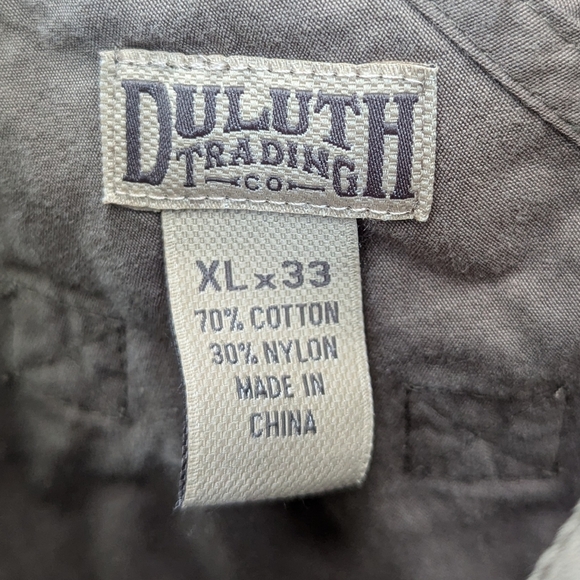 DULUTH
TRADING
CO
XL x 33
70% COTTON
30% NYLON
MADE IN
CHINA